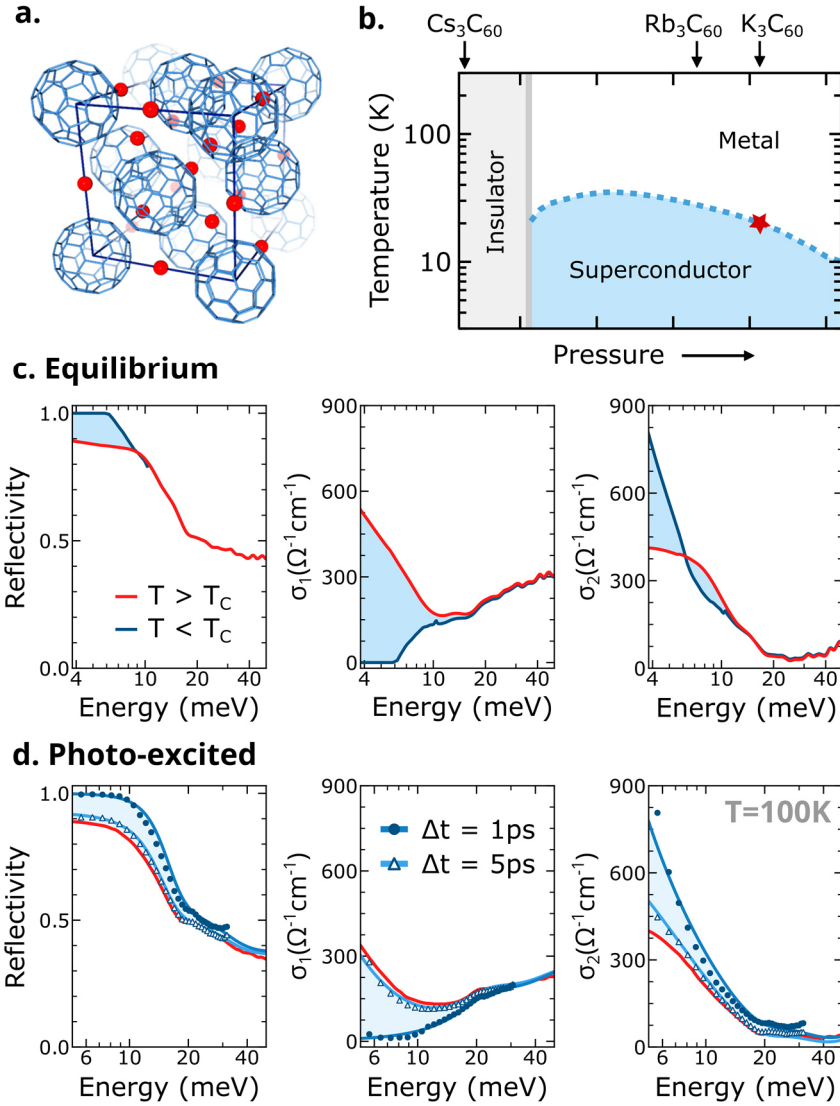 a.
b.
Cs₃C₆₀ Rb₃C₆₀ K₃C₆₀
Temperature (K)
100
10
Insulator
Metal
Superconductor
Pressure
c. Equilibrium
Reflectivity
1.0
0.5
0.0
T > T_C
T < T_C
4 10 20 40
Energy (meV)
σ₁(Ω⁻¹cm⁻¹)
900
600
300
0
4 10 20 40
Energy (meV)
σ₂(Ω⁻¹cm⁻¹)
900
600
300
0
4 10 20 40
Energy (meV)
d. Photo-excited
Reflectivity
1.0
0.5
0.0
6 10 20 40
Energy (meV)
σ₁(Ω⁻¹cm⁻¹)
900
600
300
0
Δt = 1ps
Δt = 5ps
6 10 20 40
Energy (meV)
σ₂(Ω⁻¹cm⁻¹)
900
600
300
0
T=100K
6 10 20 40
Energy (meV)